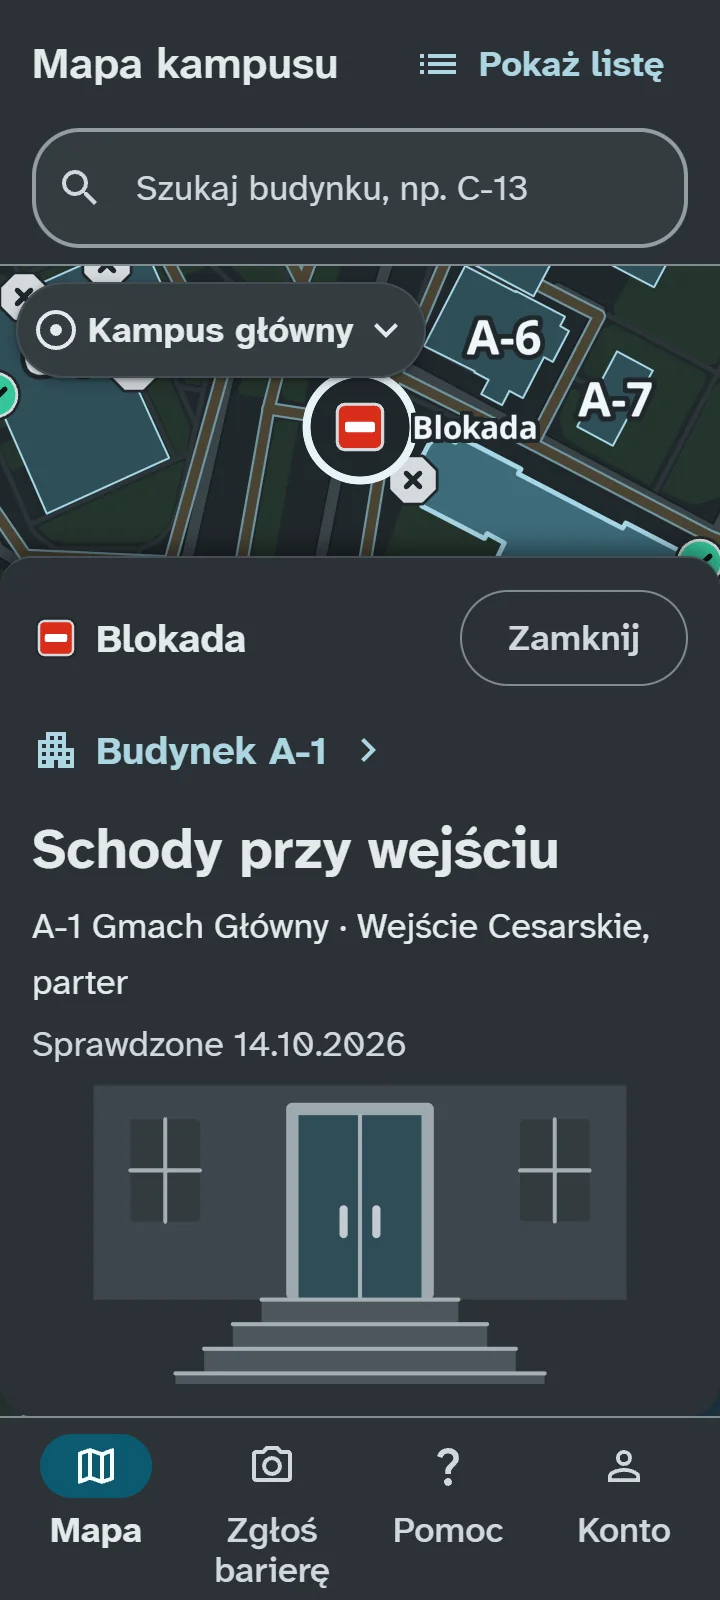 Mapa kampusu
Pokaż listę
Szukaj budynku, np. C-13
Kampus główny
A-6
A-7
Blokada
Blokada
Zamknij
Budynek A-1
Schody przy wejściu
A-1 Gmach Główny · Wejście Cesarskie,
parter
Sprawdzone 14.10.2026
Mapa
Zgłoś
barierę
Pomoc
Konto